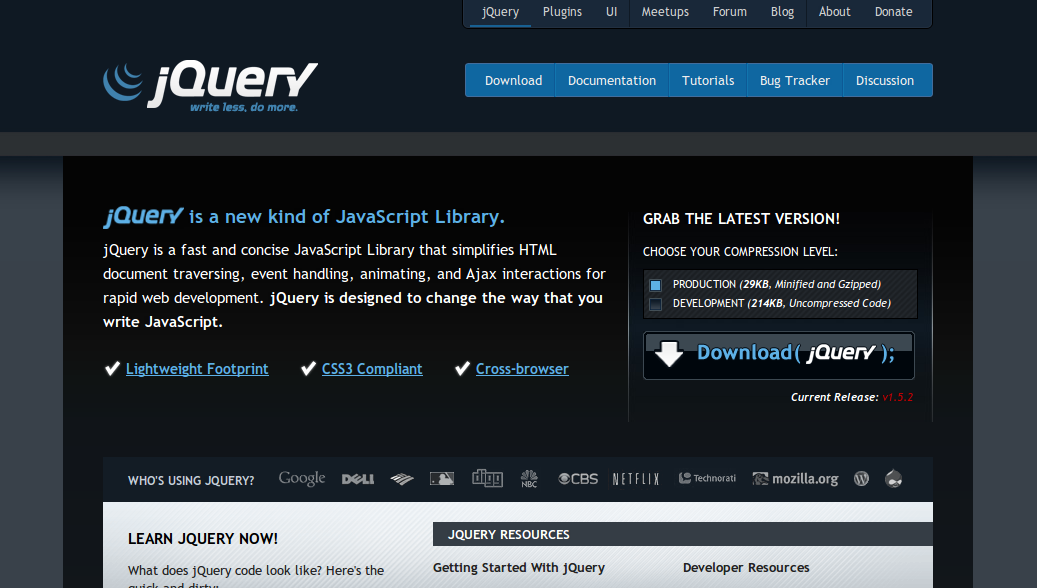 jQuery Plugins UI Meetups Forum Blog About Donate
jQuery
write less, do more.
Download Documentation Tutorials Bug Tracker Discussion
jQuery is a new kind of JavaScript Library.
jQuery is a fast and concise JavaScript Library that simplifies HTML
document traversing, event handling, animating, and Ajax interactions for
rapid web development. jQuery is designed to change the way that you
write JavaScript.
Lightweight Footprint CSS3 Compliant Cross-browser
GRAB THE LATEST VERSION!
CHOOSE YOUR COMPRESSION LEVEL:
PRODUCTION (29KB, Minified and Gzipped)
DEVELOPMENT (214KB, Uncompressed Code)
Download( jQuery );
Current Release: v1.5.2
WHO'S USING JQUERY? Google DELL NBC CBS NETFLIX Technorati mozilla.org
LEARN JQUERY NOW!
What does jQuery code look like? Here's the
quick and dirty:
JQUERY RESOURCES
Getting Started With jQuery Developer Resources